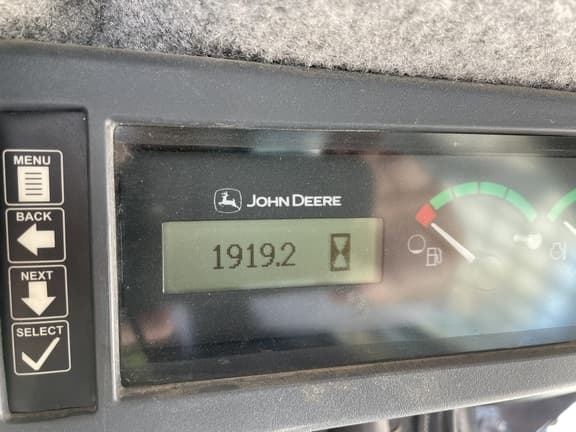 MENU
BACK
NEXT
SELECT
JOHN DEERE
1919.2